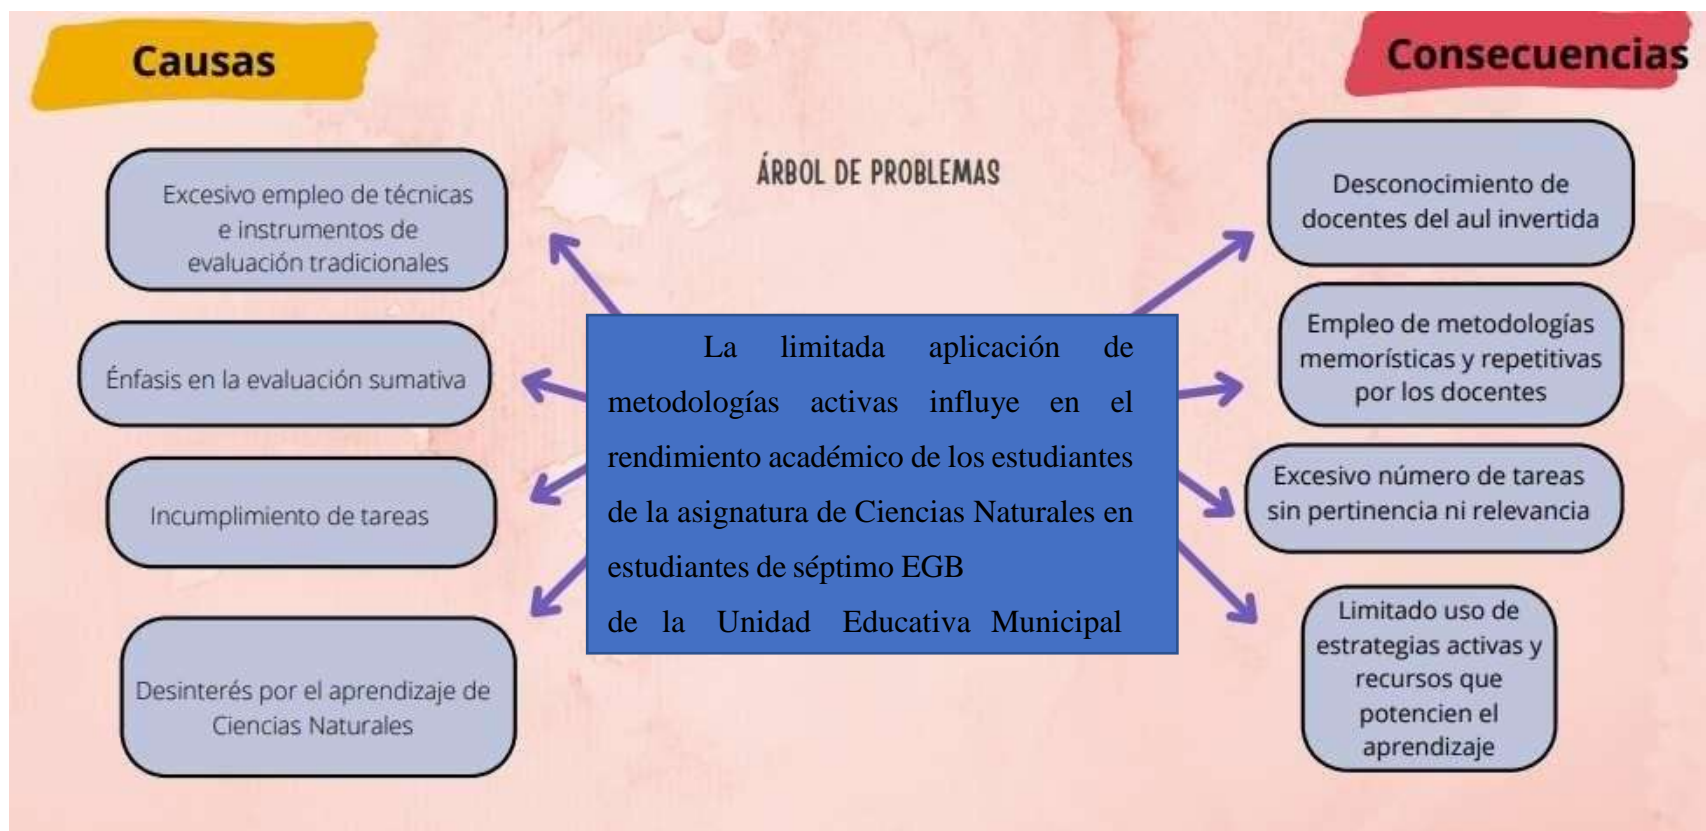 Causas
Consecuencias
ÁRBOL DE PROBLEMAS
Excesivo empleo de técnicas
e instrumentos de
evaluación tradicionales
Énfasis en la evaluación sumativa
Incumplimiento de tareas
Desinterés por el aprendizaje de
Ciencias Naturales
La limitada aplicación de
metodologías activas influye en el
rendimiento académico de los estudiantes
de la asignatura de Ciencias Naturales en
estudiantes de séptimo EGB
de la Unidad Educativa Municipal
Desconocimiento de
docentes del aul invertida
Empleo de metodologías
memorísticas y repetitivas
por los docentes
Excesivo número de tareas
sin pertinencia ni relevancia
Limitado uso de
estrategias activas y
recursos que
potencien el
aprendizaje